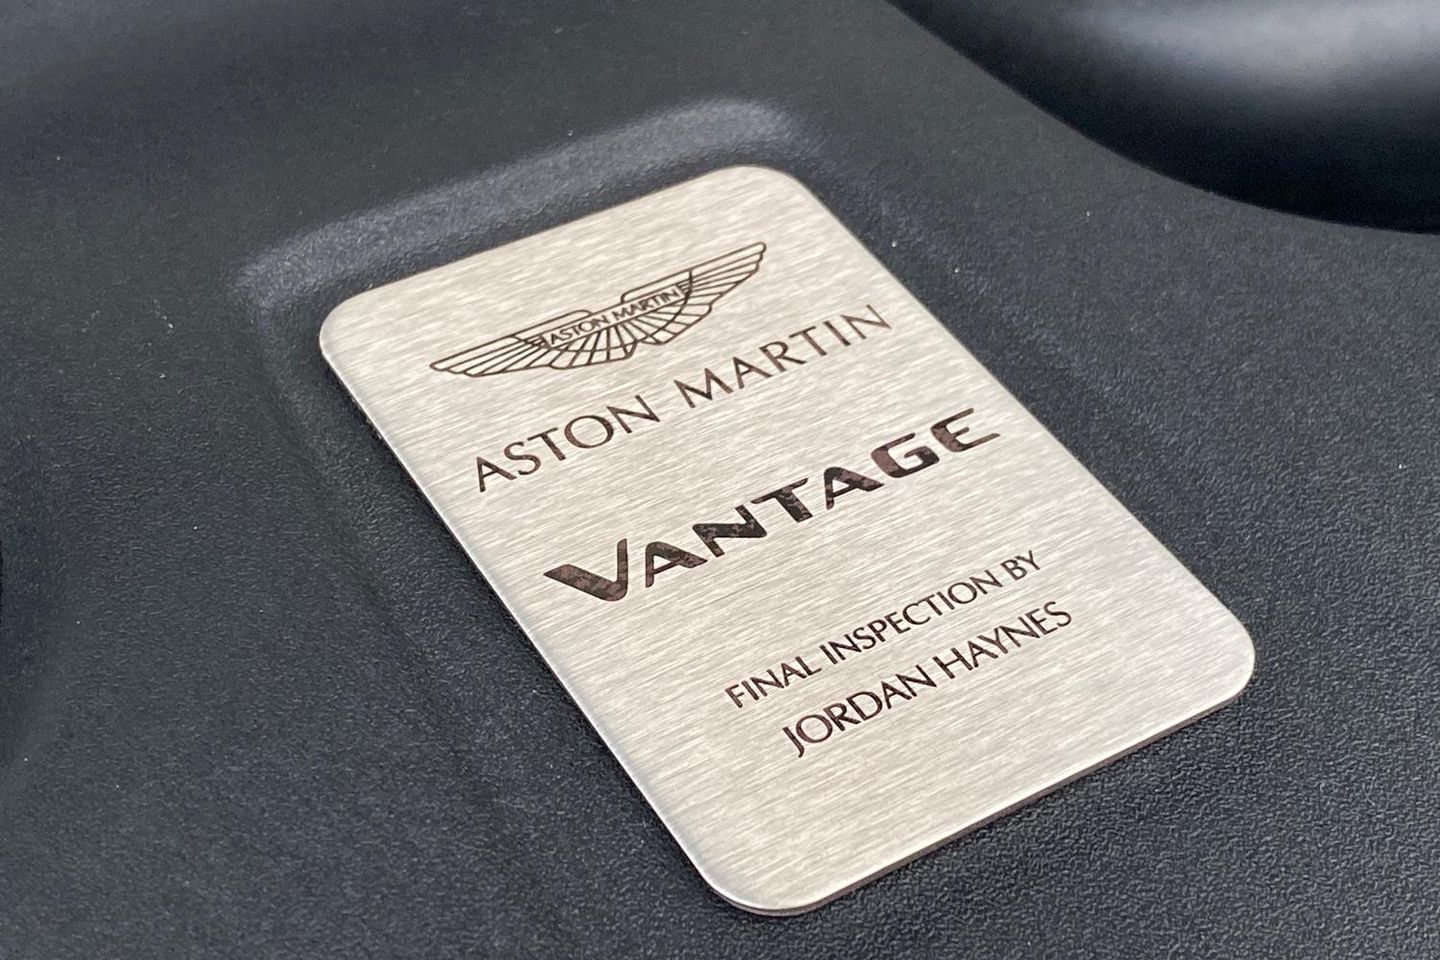 ASTON MARTIN
ASTON MARTIN
VANTAGE
FINAL INSPECTION BY
JORDAN HAYNES